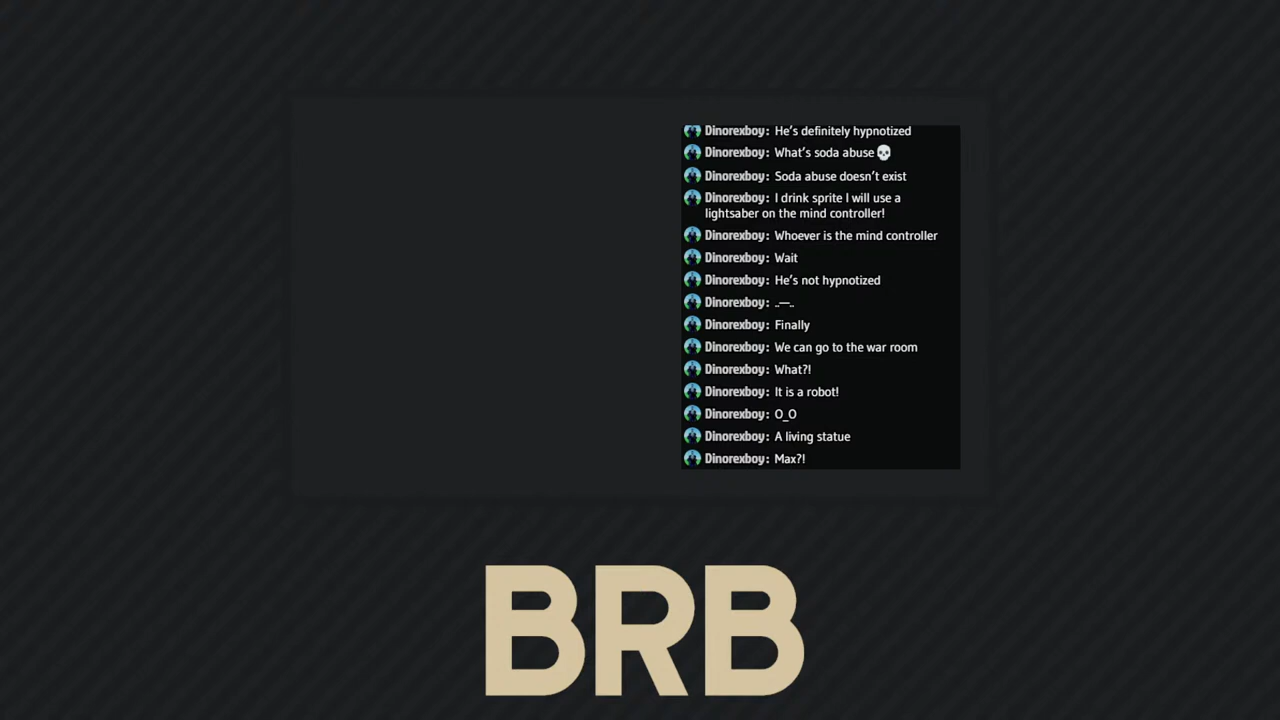 Dinorexboy: He's definitely hypnotized
Dinorexboy: What's soda abuse 💀
Dinorexboy: Soda abuse doesn't exist
Dinorexboy: I drink sprite I will use a
lightsaber on the mind controller!
Dinorexboy: Whoever is the mind controller
Dinorexboy: Wait
Dinorexboy: He's not hypnotized
Dinorexboy: ..—..
Dinorexboy: Finally
Dinorexboy: We can go to the war room
Dinorexboy: What?!
Dinorexboy: It is a robot!
Dinorexboy: O_O
Dinorexboy: A living statue
Dinorexboy: Max?!
BRB